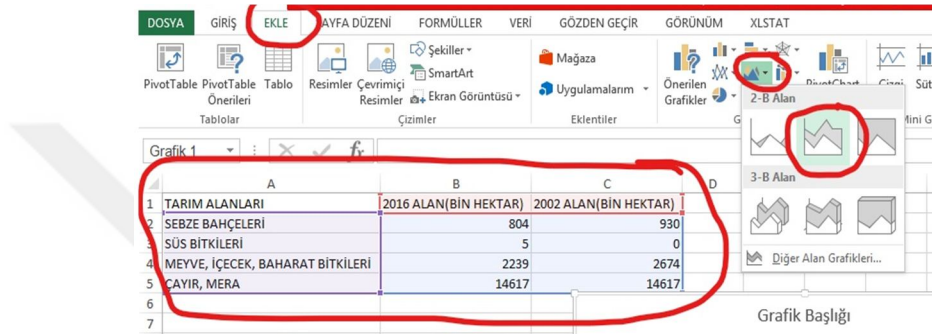 DOSYA GİRİŞ EKLE AYFA DÜZENİ FORMÜLLER VERİ GÖZDEN GEÇİR GÖRÜNÜM XLSTAT
PivotTable PivotTable Önerileri Tablo
Tablolar
Resimler Çevrimiçi Resimler
Şekiller
SmartArt
Ekran Görüntüsü
Çizimler
Mağaza
Uygulamalarım
Eklentiler
Önerilen Grafikler
PivotChart
Çizgi Süt
G
Mini G
2-B Alan
3-B Alan
Diğer Alan Grafikleri...
Grafik 1 fx
A B C D
1 TARIM ALANLARI 2016 ALAN(BİN HEKTAR) 2002 ALAN(BİN HEKTAR)
2 SEBZE BAHÇELERİ 804 930
3 SÜS BİTKİLERİ 5 0
4 MEYVE, İÇECEK, BAHARAT BİTKİLERİ 2239 2674
5 ÇAYIR, MERA 14617 14617
6
7
Grafik Başlığı